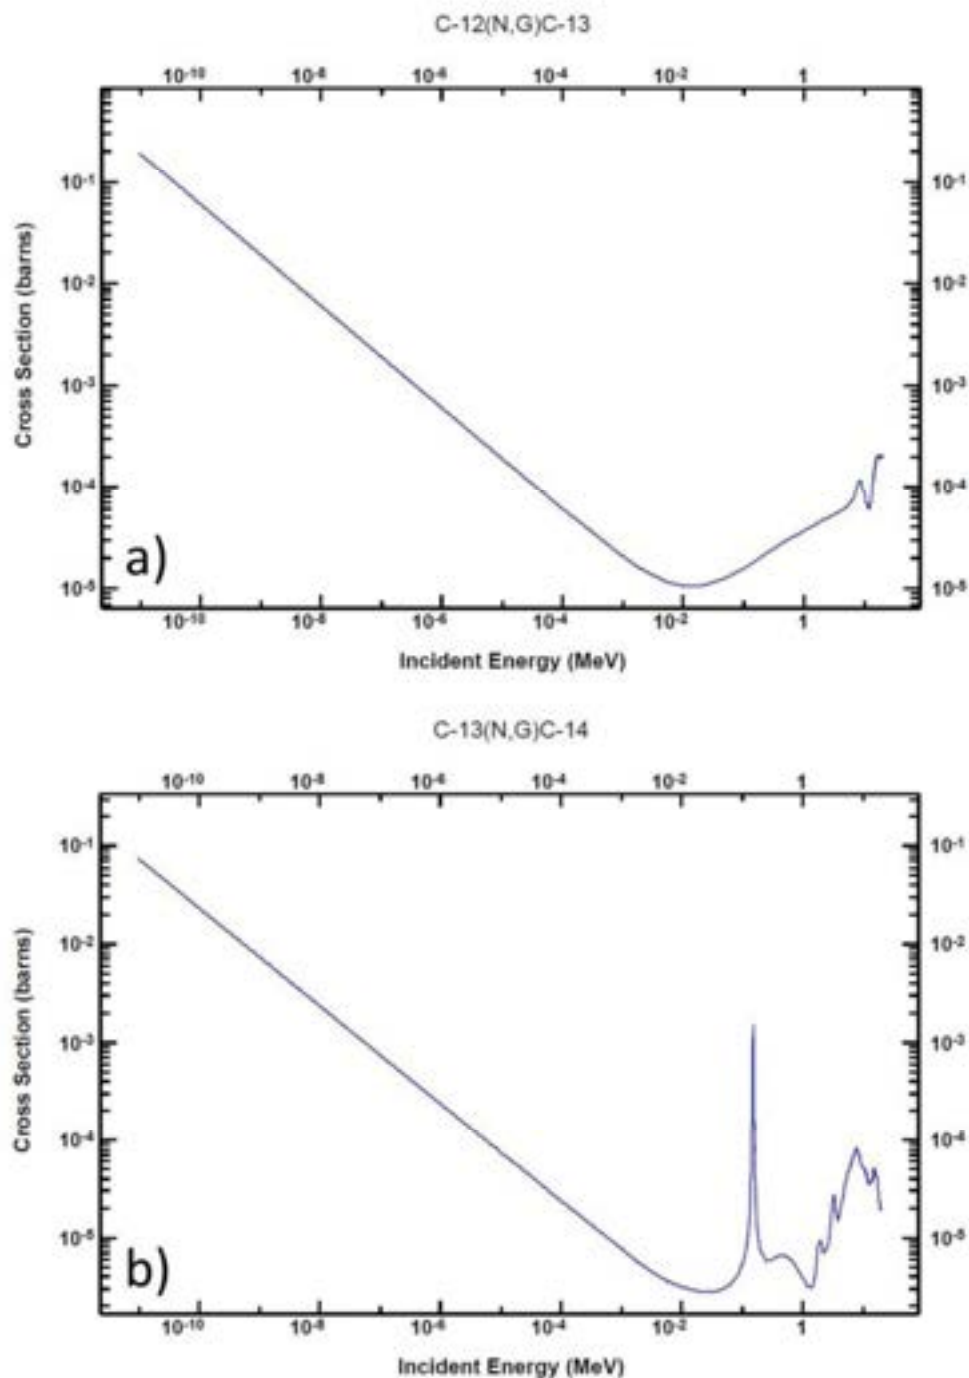 C-12(N,G)C-13
10-10 10-8 10-6 10-4 10-2 1
Cross Section (barns)
10-1 10-1
10-2 10-2
10-3 10-3
10-4 10-4
10-5 10-5
a)
10-10 10-8 10-6 10-4 10-2 1
Incident Energy (MeV)
C-13(N,G)C-14
10-10 10-8 10-6 10-4 10-2 1
Cross Section (barns)
10-1 10-1
10-2 10-2
10-3 10-3
10-4 10-4
10-5 10-5
b)
10-10 10-8 10-6 10-4 10-2 1
Incident Energy (MeV)